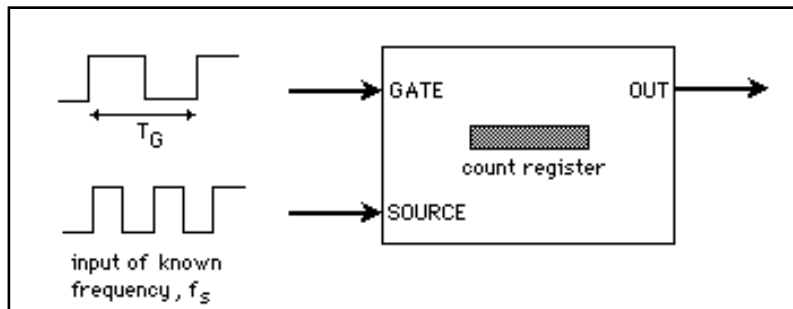 T_G
GATE
OUT
count register
SOURCE
input of known
frequency, f_s